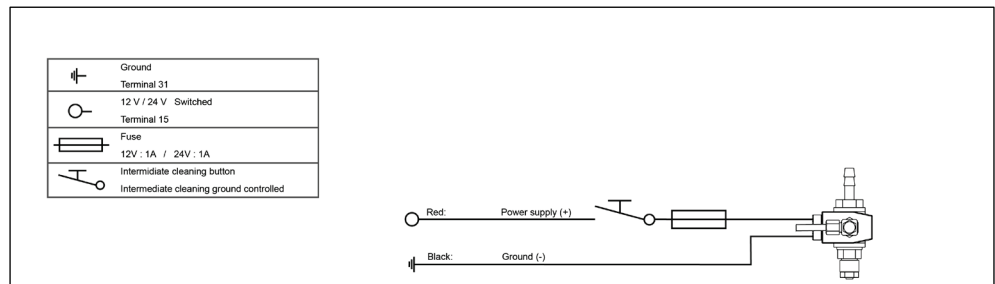 Ground
Terminal 31
12 V / 24 V Switched
Terminal 15
Fuse
12V : 1A / 24V : 1A
Intermidiate cleaning button
Intermediate cleaning ground controlled
Red: Power supply (+)
Black: Ground (-)